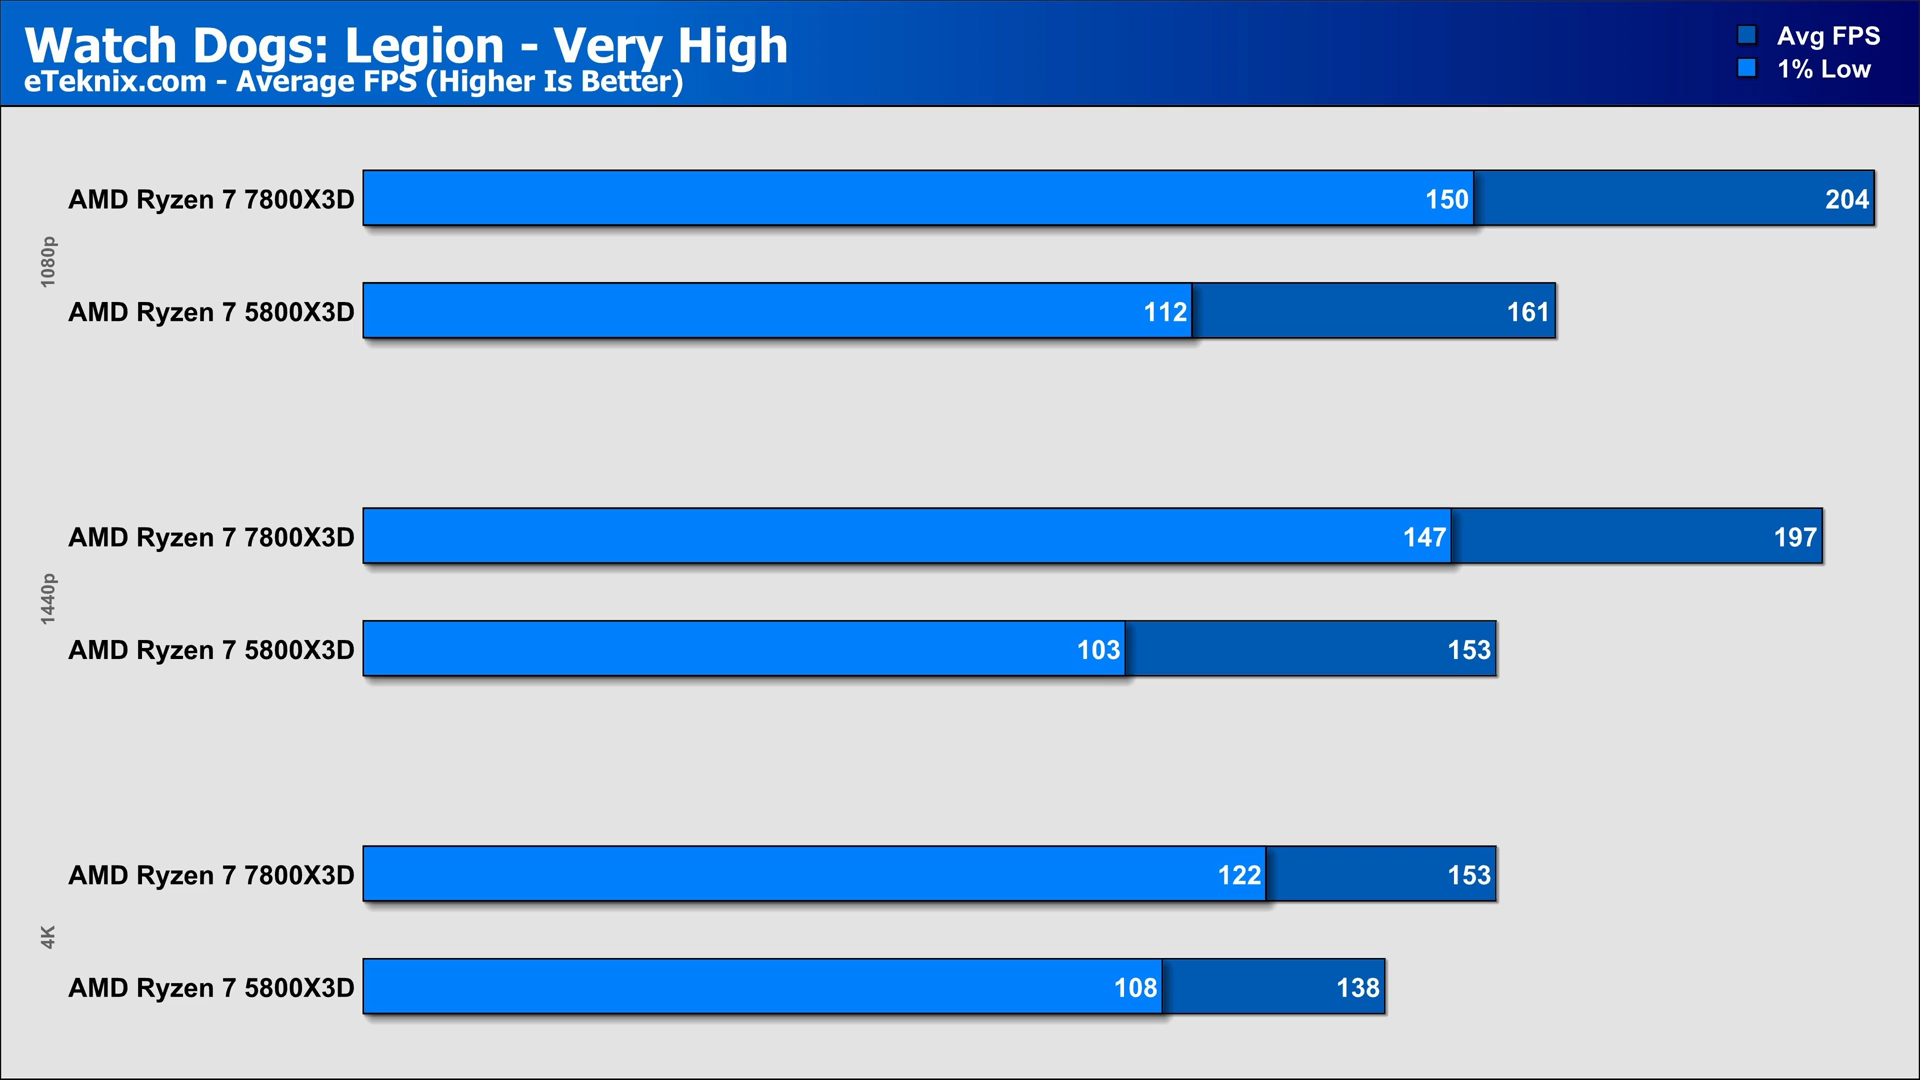 Watch Dogs: Legion - Very High
eTeknix.com - Average FPS (Higher Is Better)
Avg FPS
1% Low
1080p
AMD Ryzen 7 7800X3D 150 204
AMD Ryzen 7 5800X3D 112 161
1440p
AMD Ryzen 7 7800X3D 147 197
AMD Ryzen 7 5800X3D 103 153
4K
AMD Ryzen 7 7800X3D 122 153
AMD Ryzen 7 5800X3D 108 138